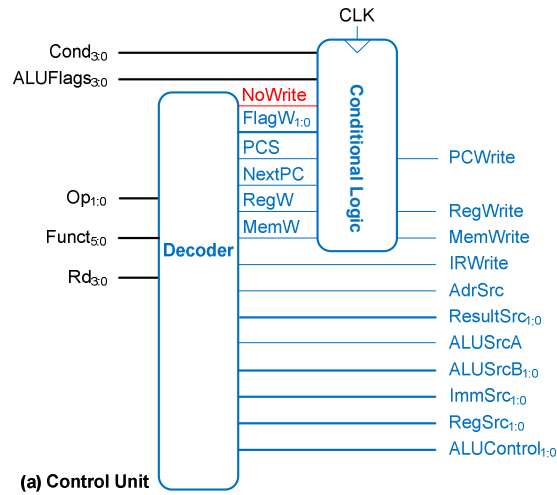 CLK
Cond3:0
ALUFlags3:0
NoWrite
FlagW1:0
PCS
NextPC
RegW
MemW
Conditional Logic
PCWrite
RegWrite
MemWrite
Op1:0
Funct5:0
Rd3:0
Decoder
IRWrite
AdrSrc
ResultSrc1:0
ALUSrcA
ALUSrcB1:0
ImmSrc1:0
RegSrc1:0
ALUControl1:0
(a) Control Unit